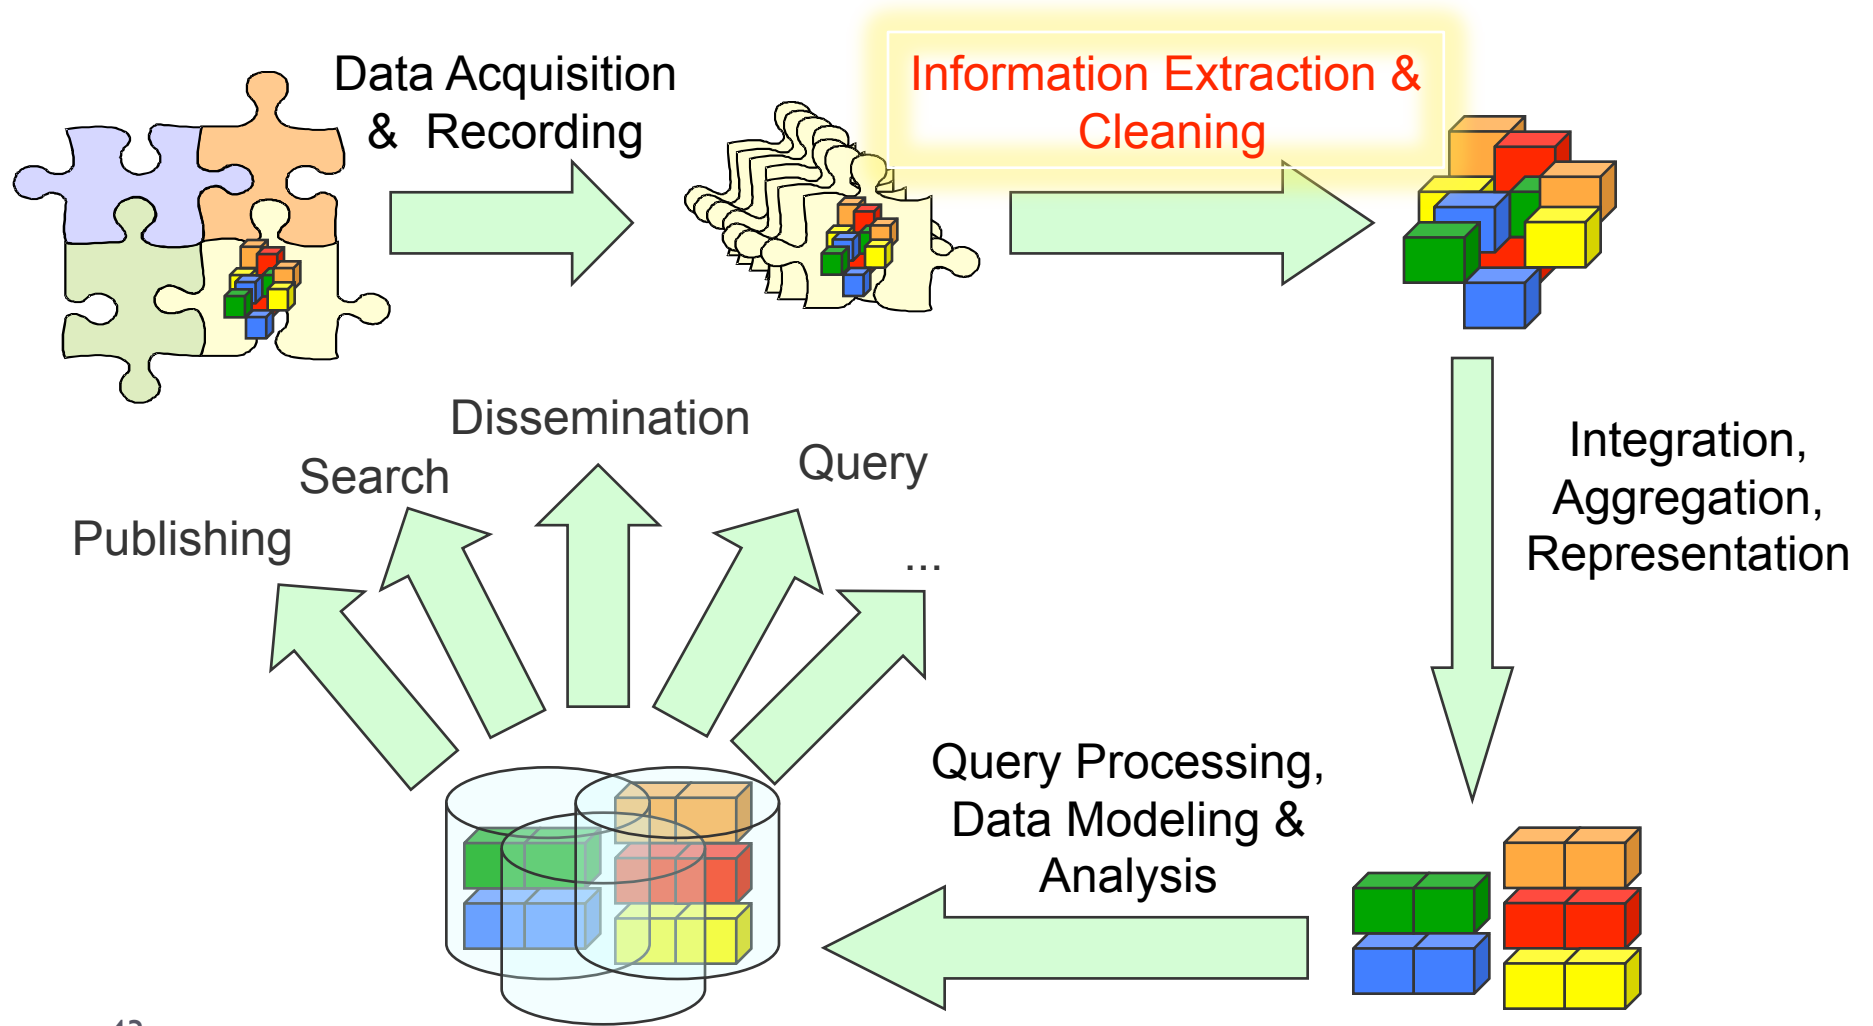 Data Acquisition
& Recording
Information Extraction &
Cleaning
Integration,
Aggregation,
Representation
Dissemination
Search
Query
Publishing
...
Query Processing,
Data Modeling &
Analysis